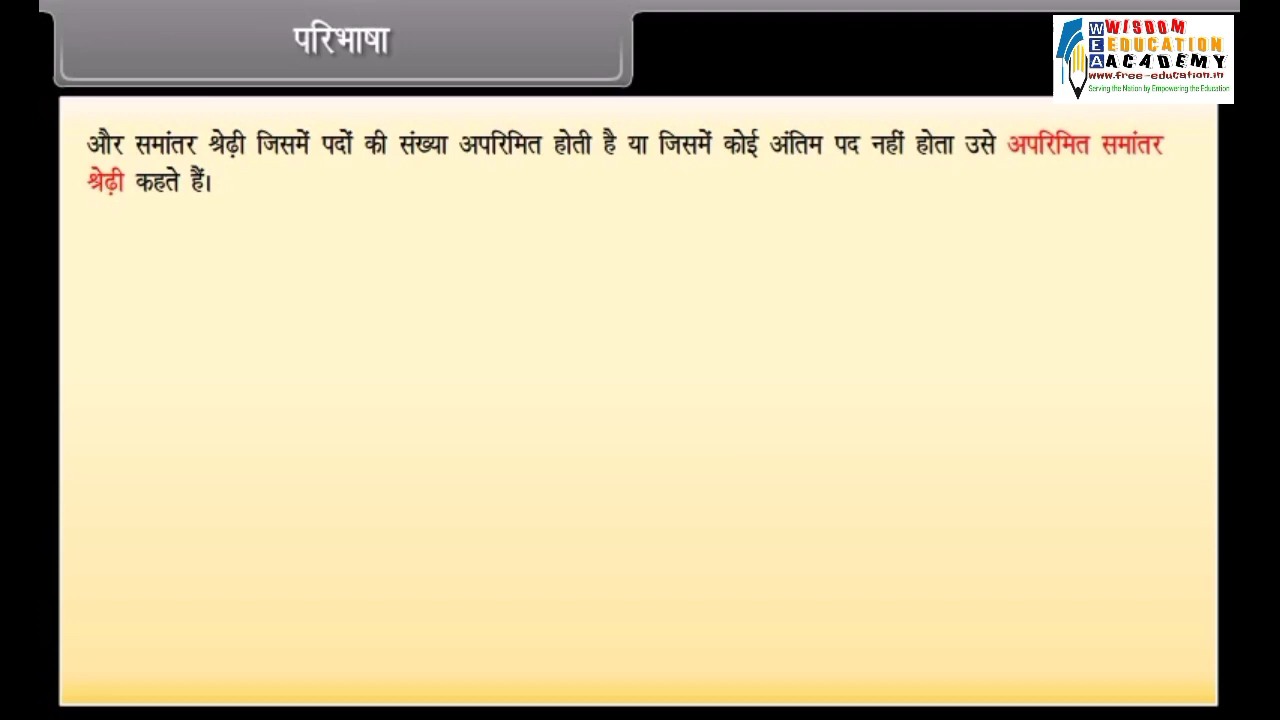 परिभाषा
WISDOM
WEA EDUCATION
ACADEMY
www.free-education.in
Serving the Nation by Empowering the Education
और समांतर श्रेढ़ी जिसमें पदों की संख्या अपरिमित होती है या जिसमें कोई अंतिम पद नहीं होता उसे अपरिमित समांतर
श्रेढ़ी कहते हैं।